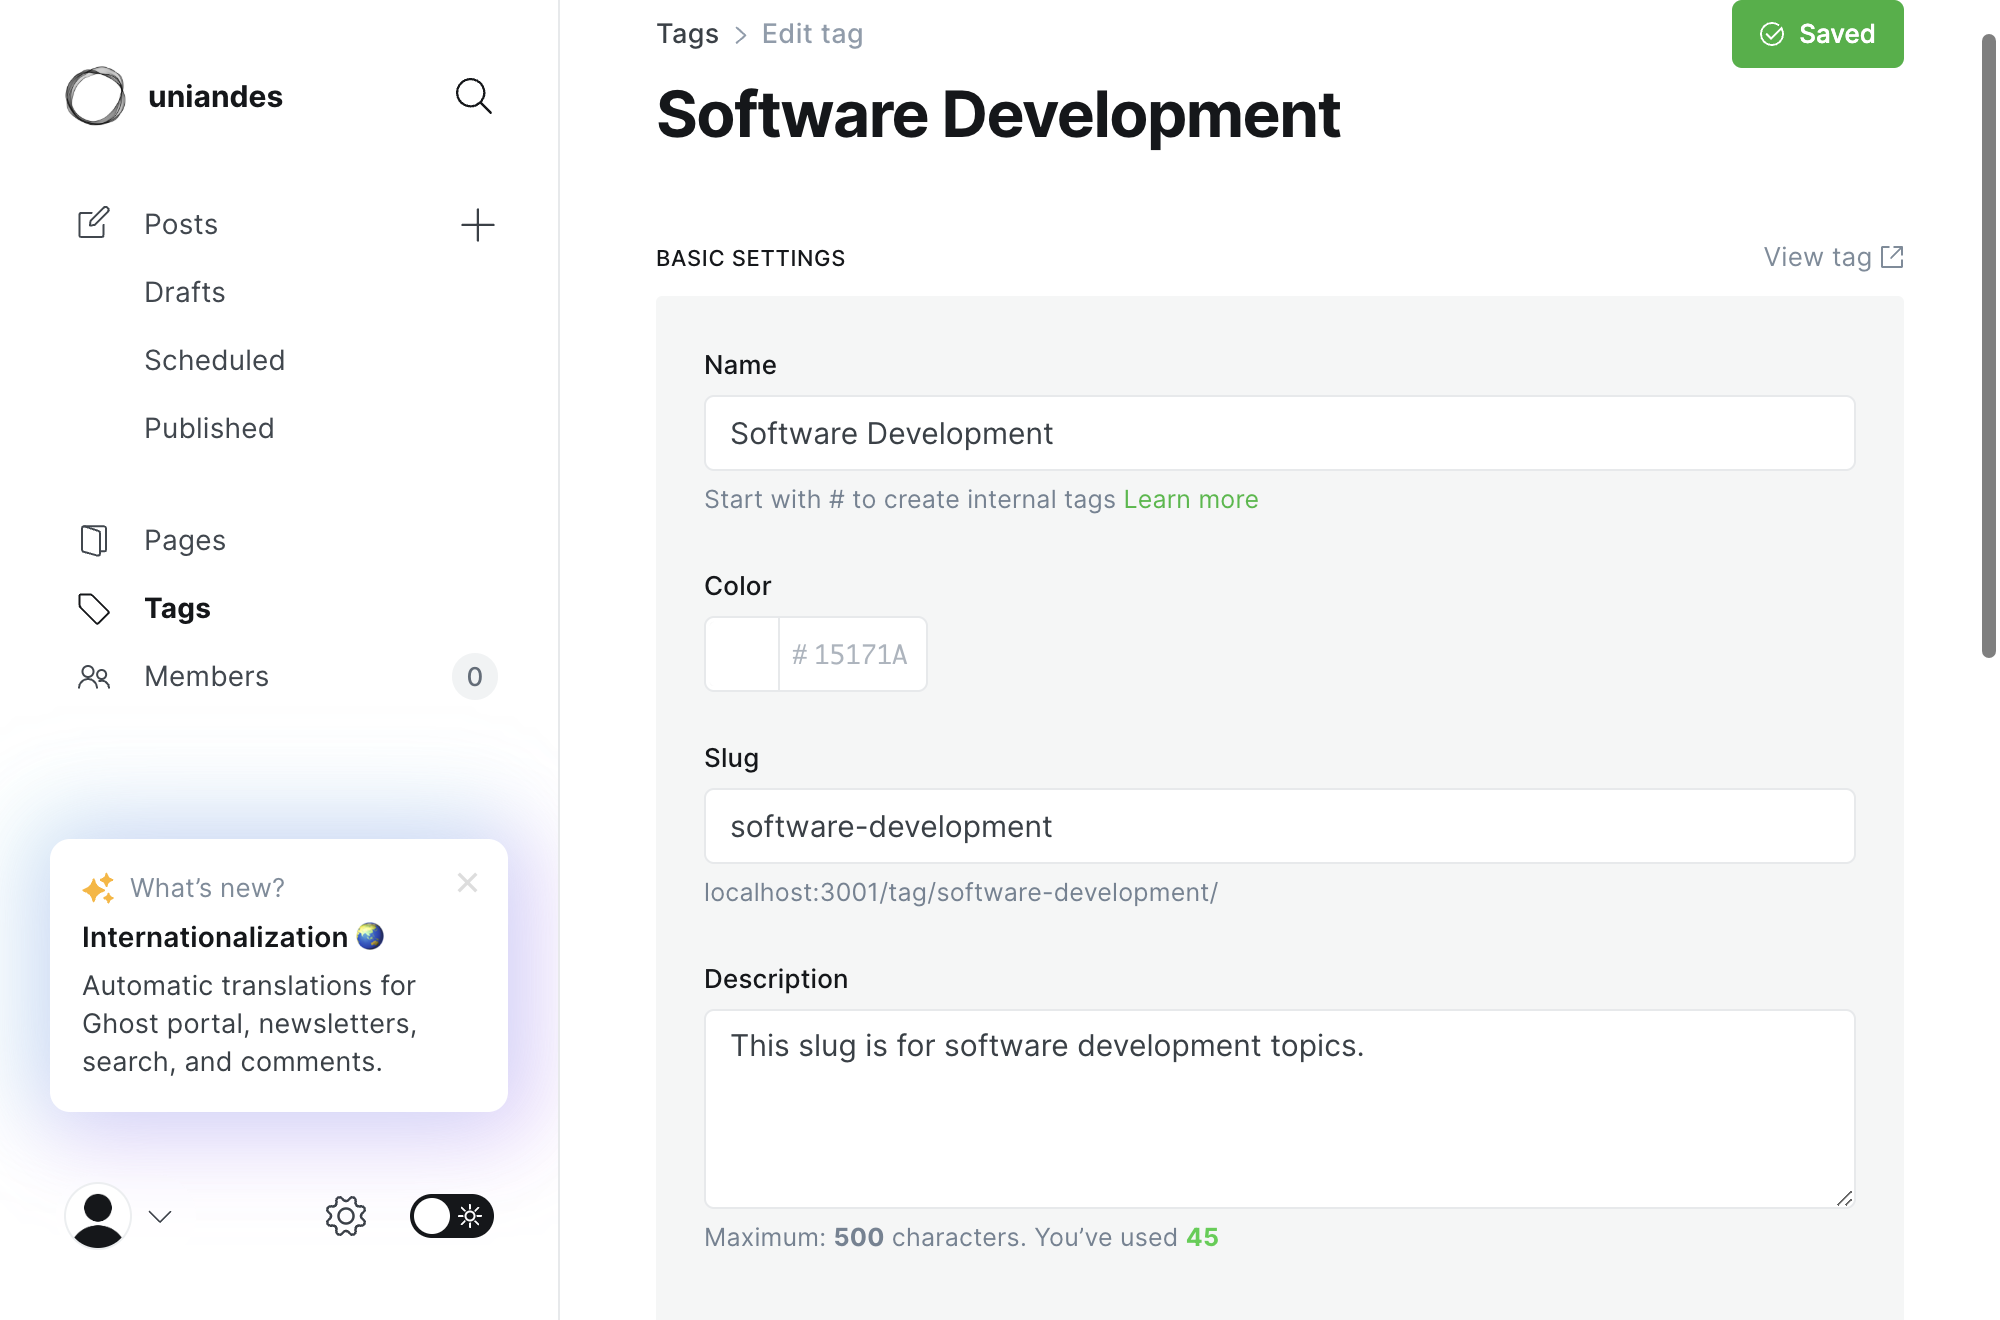 uniandes
Posts
Drafts
Scheduled
Published
Pages
Tags
Members
0
What’s new?
Internationalization
Automatic translations for
Ghost portal, newsletters,
search, and comments.
Tags > Edit tag
Saved
Software Development
BASIC SETTINGS
View tag
Name
Software Development
Start with # to create internal tags Learn more
Color
# 15171A
Slug
software-development
localhost:3001/tag/software-development/
Description
This slug is for software development topics.
Maximum: 500 characters. You’ve used 45